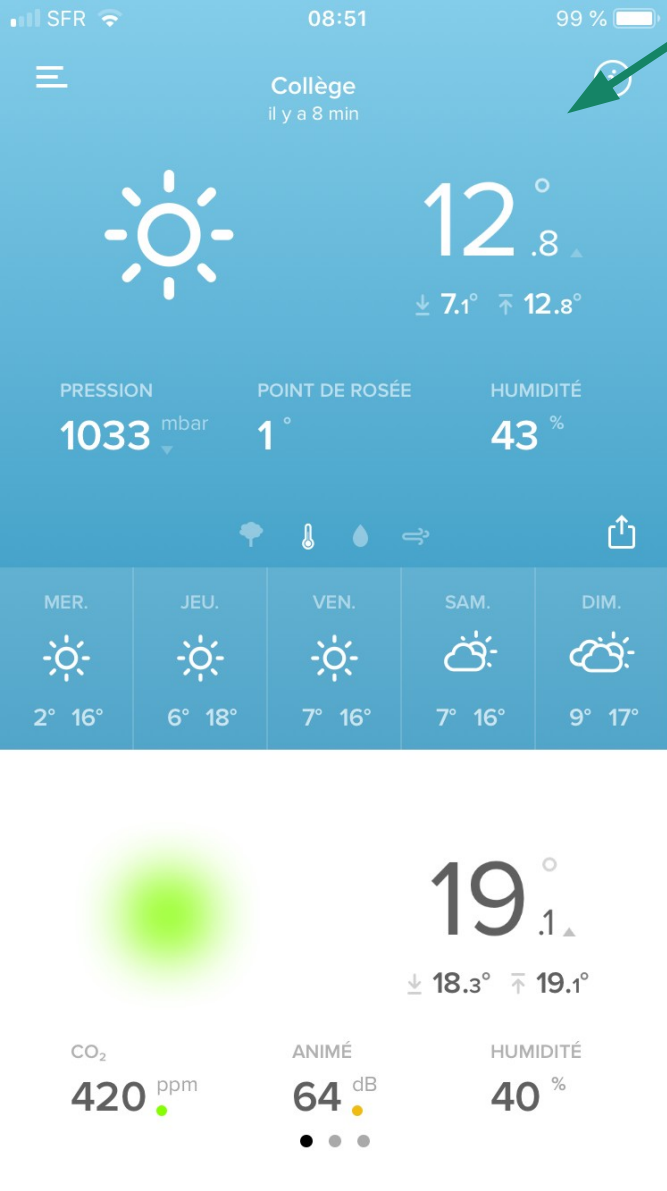 SFR 08:51 99 %
Collège
il y a 8 min
12.8°
7.1° 12.8°
PRESSION POINT DE ROSÉE HUMIDITÉ
1033 mbar 1° 43 %
MER. JEU. VEN. SAM. DIM.
2° 16° 6° 18° 7° 16° 7° 16° 9° 17°
19.1°
18.3° 19.1°
CO₂ ANIMÉ HUMIDITÉ
420 ppm 64 dB 40 %